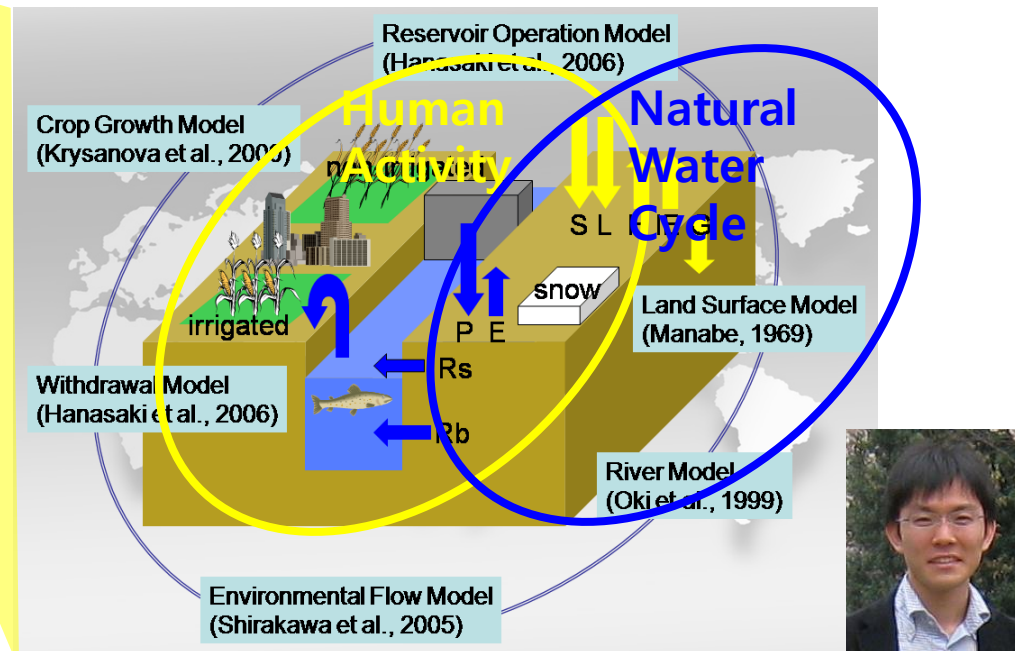 Reservoir Operation Model
(Hanasaki et al., 2006)
Human
Activity
Natural
Water
Cycle
Crop Growth Model
(Krysanova et al., 2000)
S L G
snow
irrigated
P E
Land Surface Model
(Manabe, 1969)
Rs
Withdrawal Model
(Hanasaki et al., 2006)
Rb
River Model
(Oki et al., 1999)
Environmental Flow Model
(Shirakawa et al., 2005)